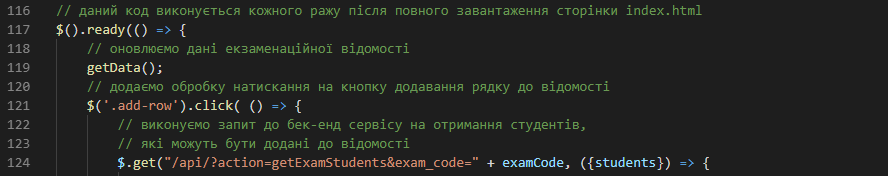 116 // даний код виконується кожного ражу після повного завантаження сторінки index.html
117 $().ready(() => {
118 // оновлюємо дані екзаменаційної відомості
119 getData();
120 // додаємо обробку натискання на кнопку додавання рядку до відомості
121 $('.add-row').click( () => {
122 // виконуємо запит до бек-енд сервісу на отримання студентів,
123 // які можуть бути додані до відомості
124 $.get("/api/?action=getExamStudents&exam_code=" + examCode, ({students}) => {